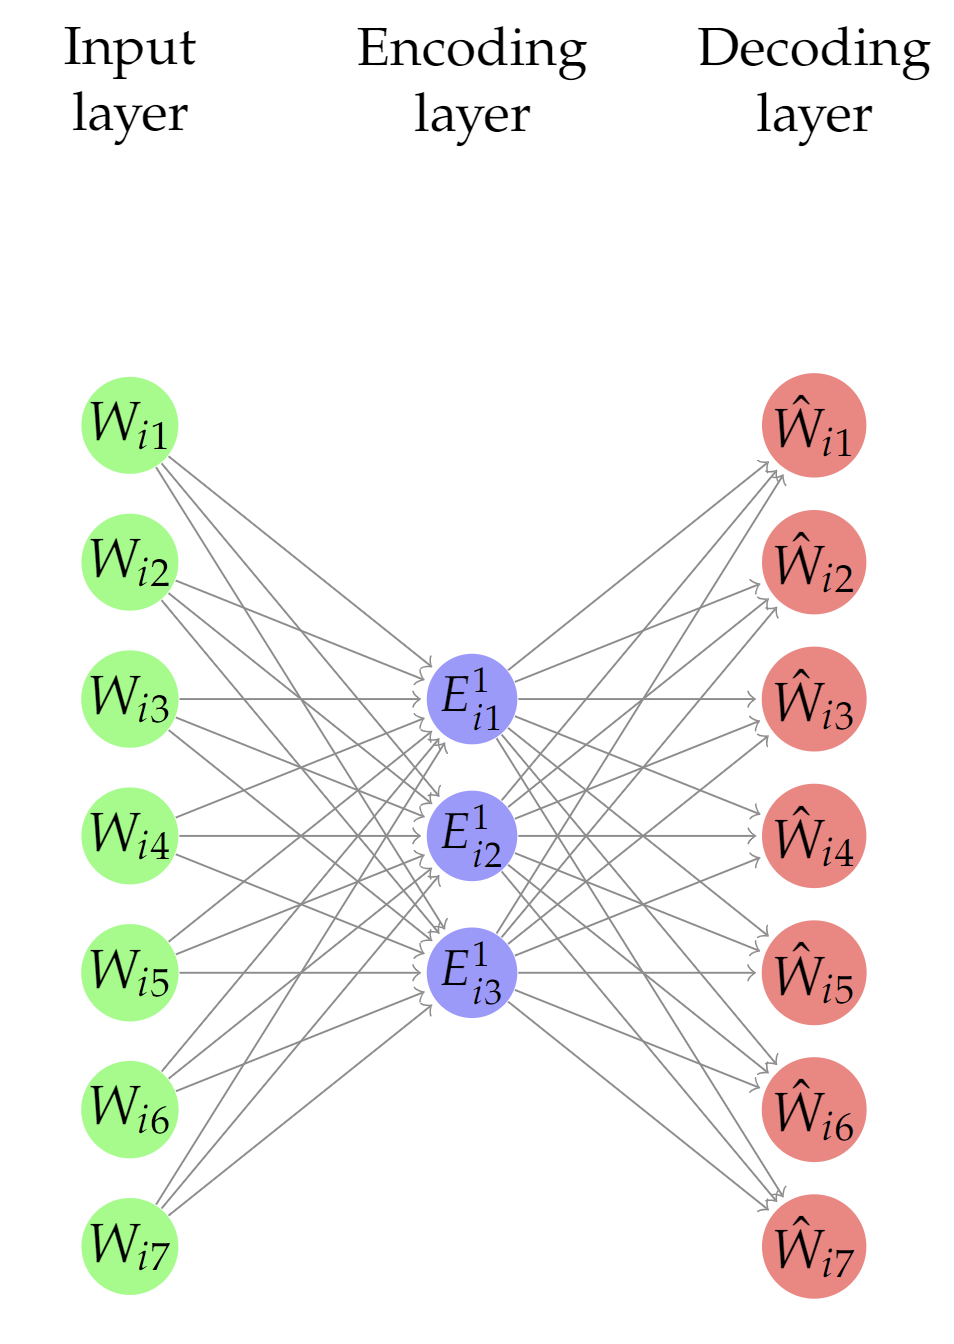 Input
layer
Encoding
layer
Decoding
layer
W_{i1}
W_{i2}
W_{i3}
W_{i4}
W_{i5}
W_{i6}
W_{i7}
E^1_{i1}
E^1_{i2}
E^1_{i3}
Ŵ_{i1}
Ŵ_{i2}
Ŵ_{i3}
Ŵ_{i4}
Ŵ_{i5}
Ŵ_{i6}
Ŵ_{i7}